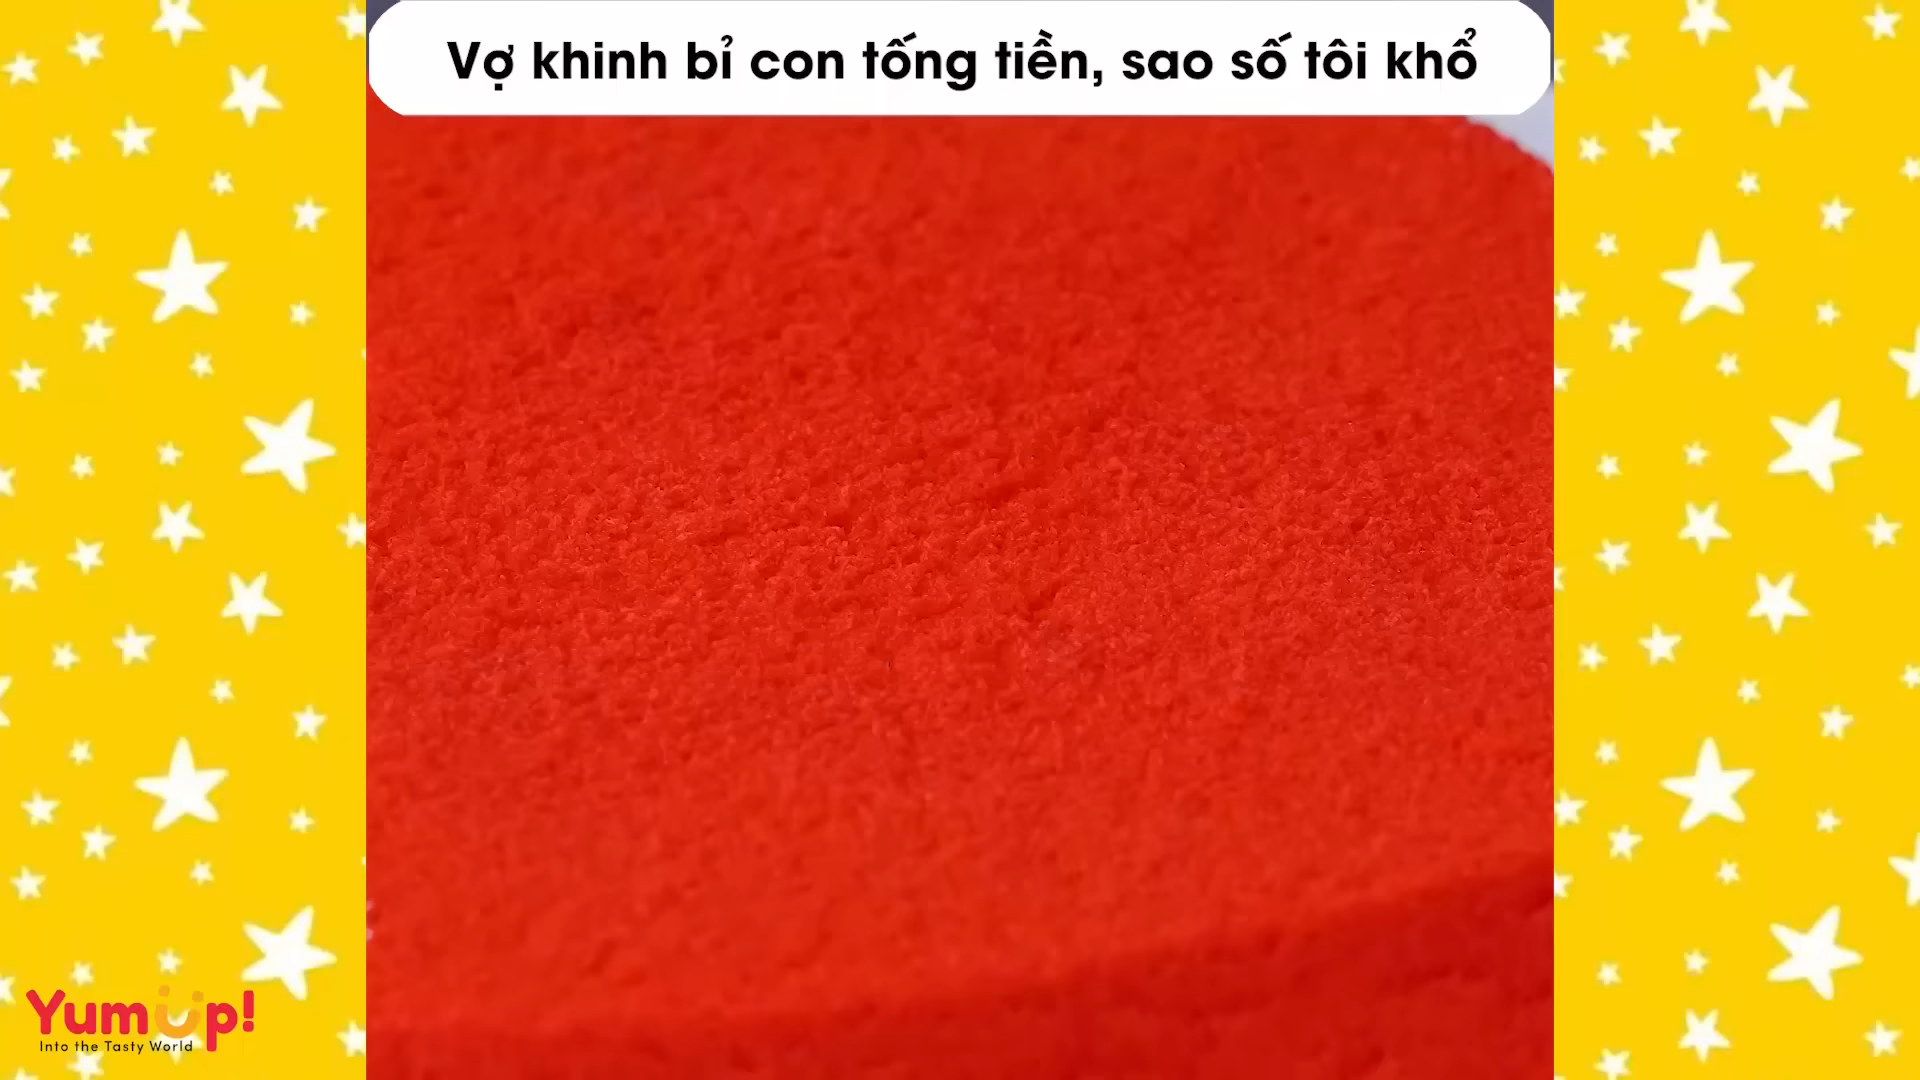 Vợ khinh bỉ con tống tiền, sao số tôi khổ
YumUp!
Into the Tasty World